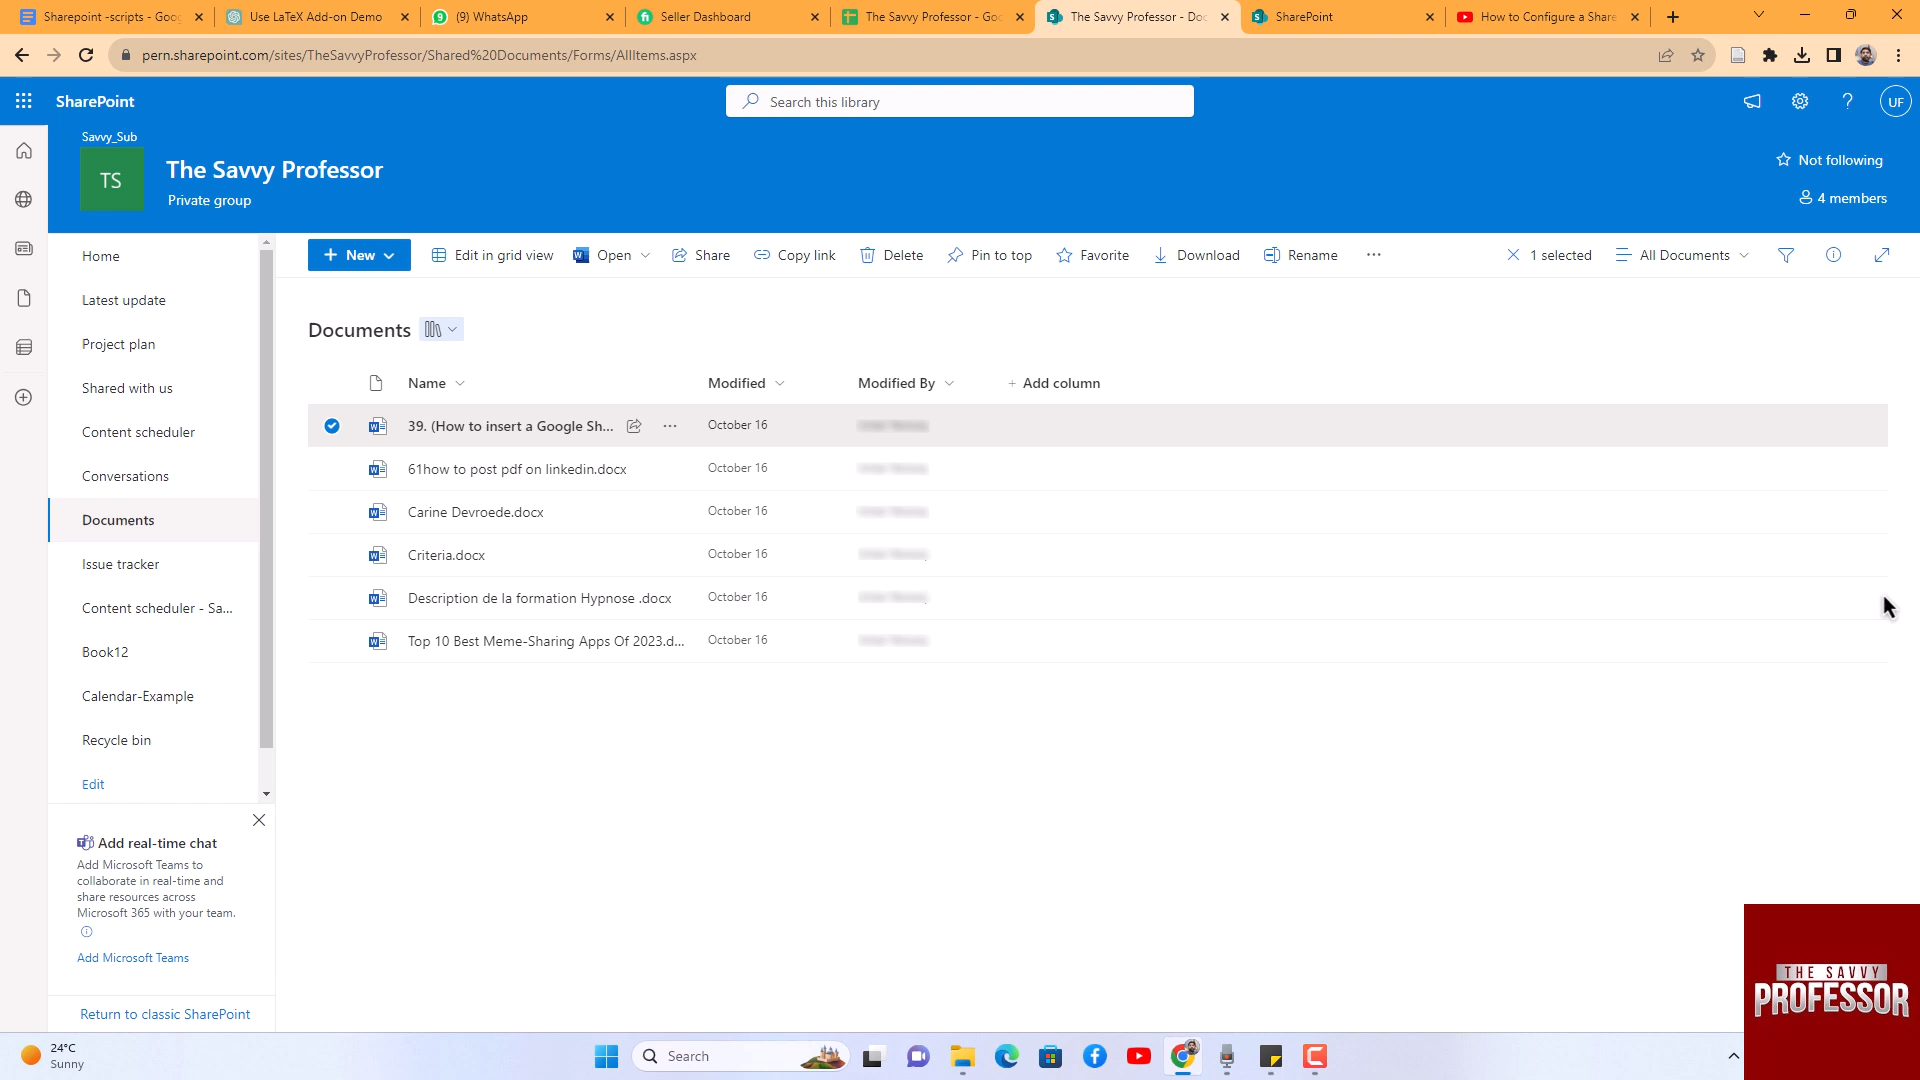 Sharepoint -scripts - Goo
Use LaTeX Add-on Demo
(9) WhatsApp
Seller Dashboard
The Savvy Professor - Goo
The Savvy Professor - Doc
SharePoint
How to Configure a Share
pern.sharepoint.com/sites/TheSavvyProfessor/Shared%20Documents/Forms/AllItems.aspx
SharePoint
Search this library
UF
Savvy_Sub
TS
The Savvy Professor
Private group
Not following
4 members
New
Edit in grid view
Open
Share
Copy link
Delete
Pin to top
Favorite
Download
Rename
1 selected
All Documents
Home
Latest update
Project plan
Shared with us
Content scheduler
Conversations
Documents
Issue tracker
Content scheduler - Sa...
Book12
Calendar-Example
Recycle bin
Edit
Documents
Name
Modified
Modified By
+ Add column
39. (How to insert a Google Sh...
October 16
61how to post pdf on linkedin.docx
October 16
Carine Devroede.docx
October 16
Criteria.docx
October 16
Description de la formation Hypnose .docx
October 16
Top 10 Best Meme-Sharing Apps Of 2023.d...
October 16
Add real-time chat
Add Microsoft Teams to
collaborate in real-time and
share resources across
Microsoft 365 with your team.
Add Microsoft Teams
Return to classic SharePoint
THE SAVVY
PROFESSOR
24°C
Sunny
Search